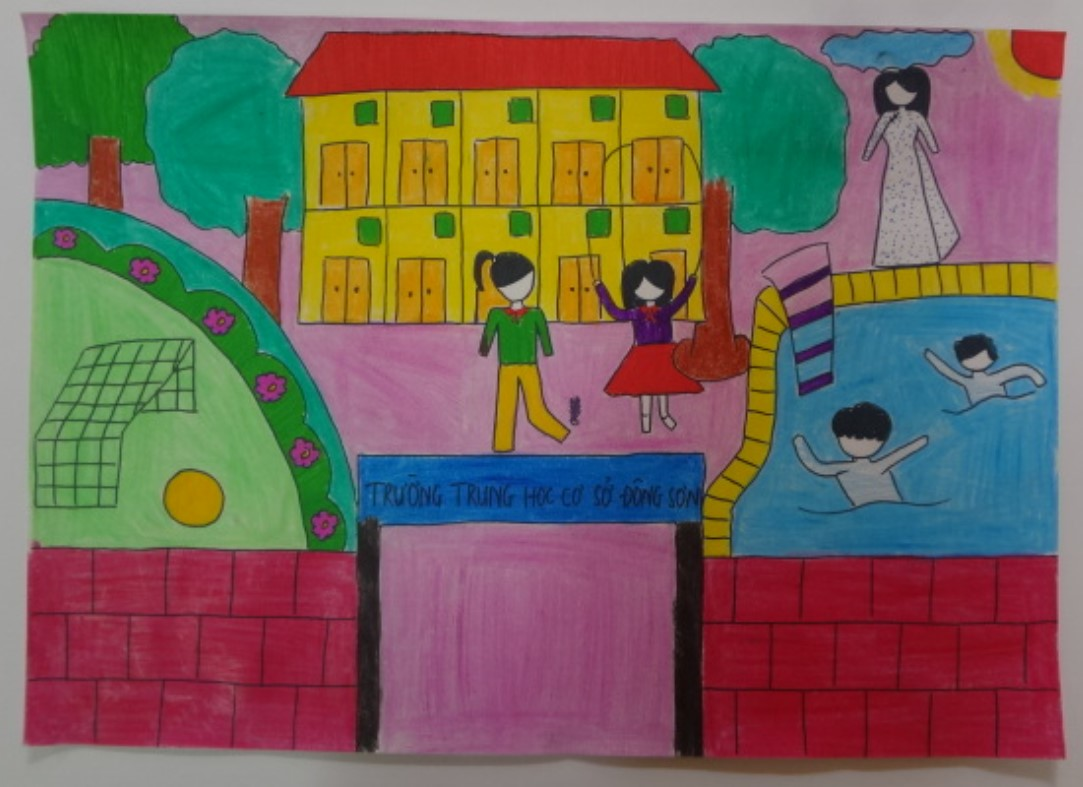 TRƯỜNG TRUNG HỌC CƠ SỞ ĐÔNG SƠN